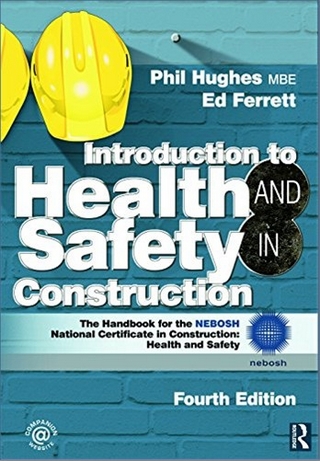 Phil Hughes MBE
Ed Ferrett
Introduction to
Health AND
Safety IN
Construction
The Handbook for the NEBOSH
National Certificate in Construction:
Health and Safety
nebosh
Fourth Edition
COMPANION
@
WEBSITE
R
ROUTLEDGE